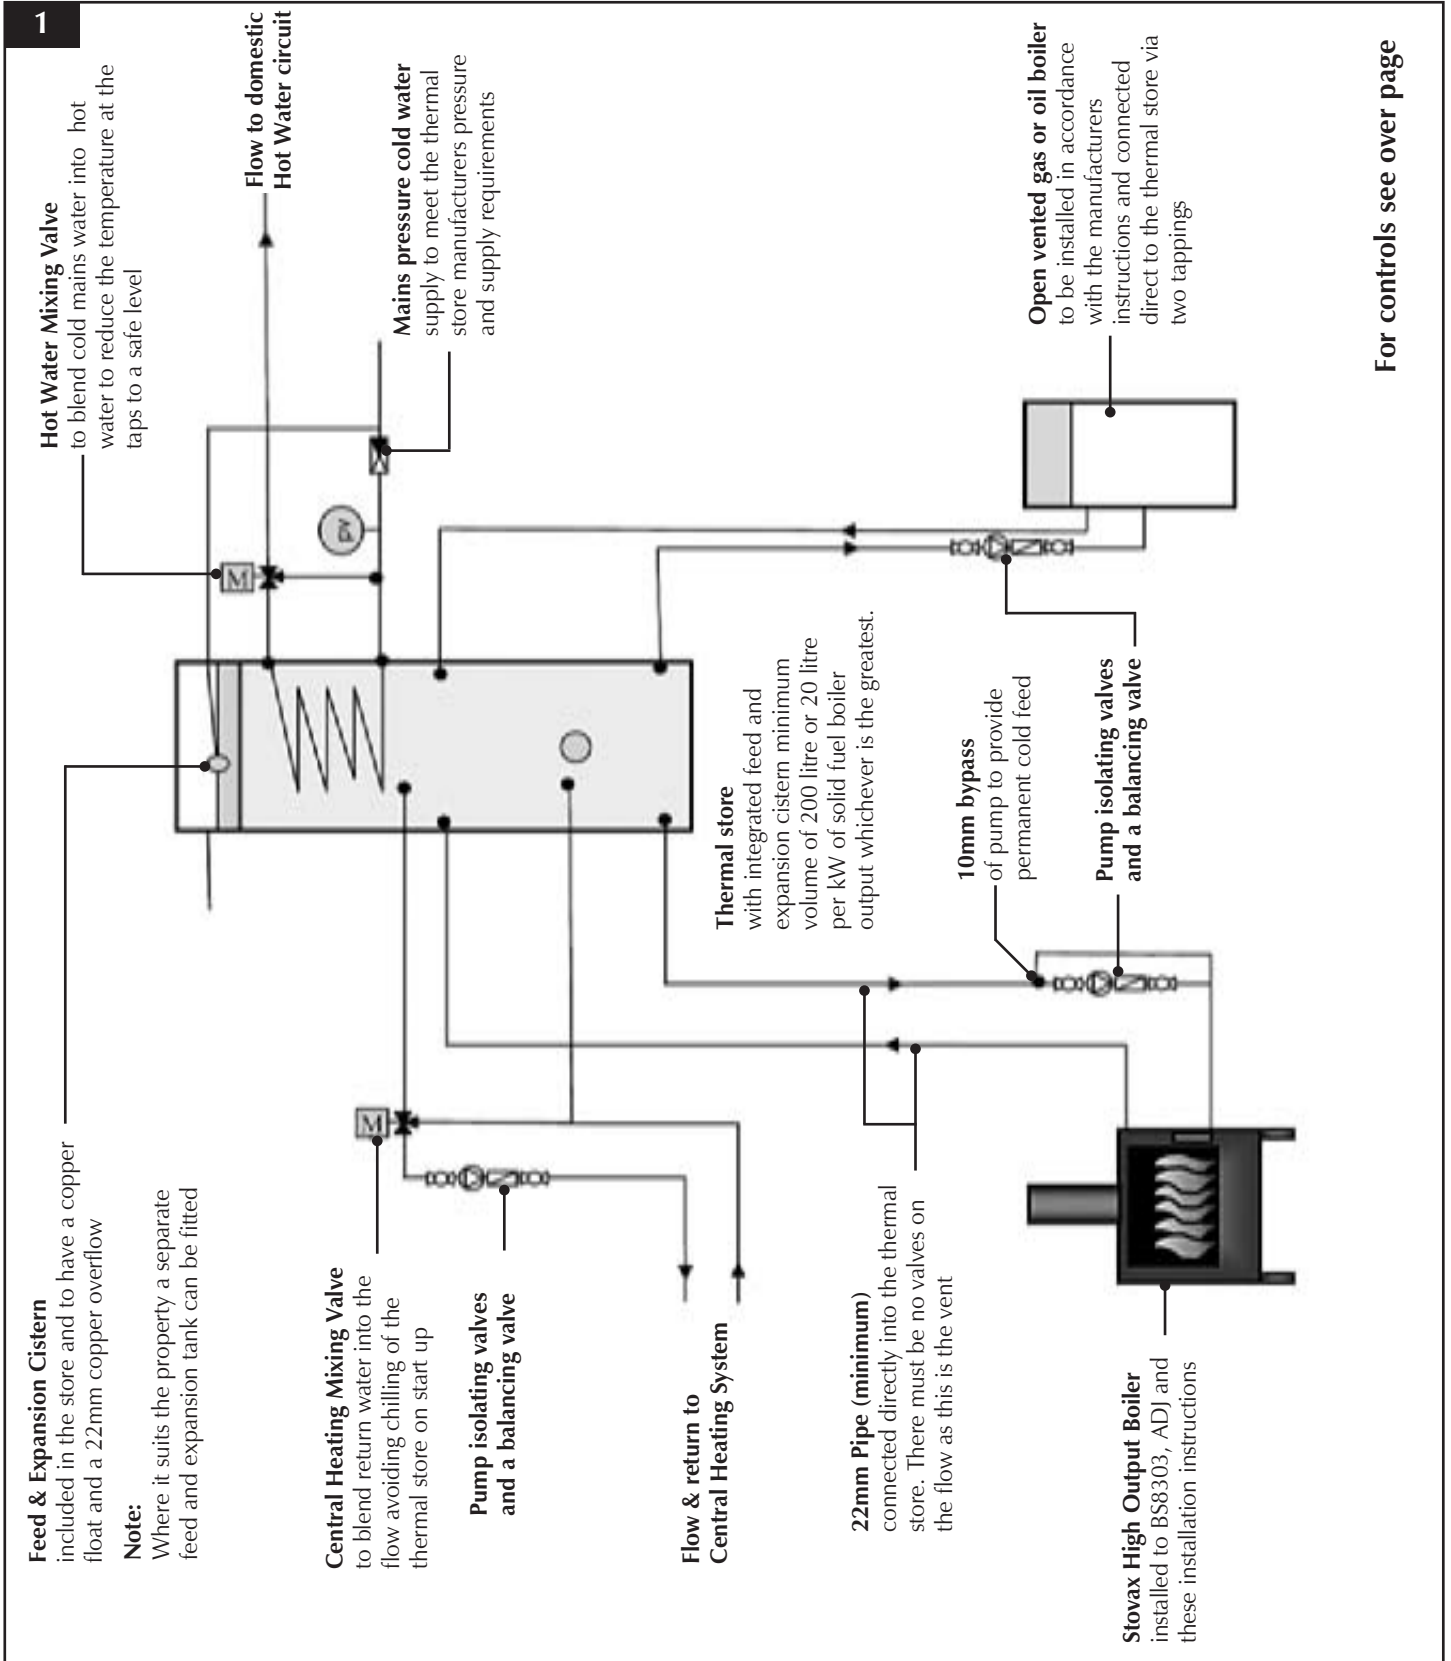 1
Feed & Expansion Cistern
included in the store and to have a copper
float and a 22mm copper overflow
Note:
Where it suits the property a separate
feed and expansion tank can be fitted
Hot Water Mixing Valve
to blend cold mains water into hot
water to reduce the temperature at the
taps to a safe level
Flow to domestic
Hot Water circuit
Mains pressure cold water
supply to meet the thermal
store manufacturers pressure
and supply requirements
M
pv
Central Heating Mixing Valve
to blend return water into the
flow avoiding chilling of the
thermal store on start up
M
Pump isolating valves
and a balancing valve
Flow & return to
Central Heating System
Thermal store
with integrated feed and
expansion cistern minimum
volume of 200 litre or 20 litre
per kW of solid fuel boiler
output whichever is the greatest.
22mm Pipe (minimum)
connected directly into the thermal
store. There must be no valves on
the flow as this is the vent
10mm bypass
of pump to provide
permanent cold feed
Pump isolating valves
and a balancing valve
Open vented gas or oil boiler
to be installed in accordance
with the manufacturers
instructions and connected
direct to the thermal store via
two tappings
Stovax High Output Boiler
installed to BS8303, ADJ and
these installation instructions
For controls see over page